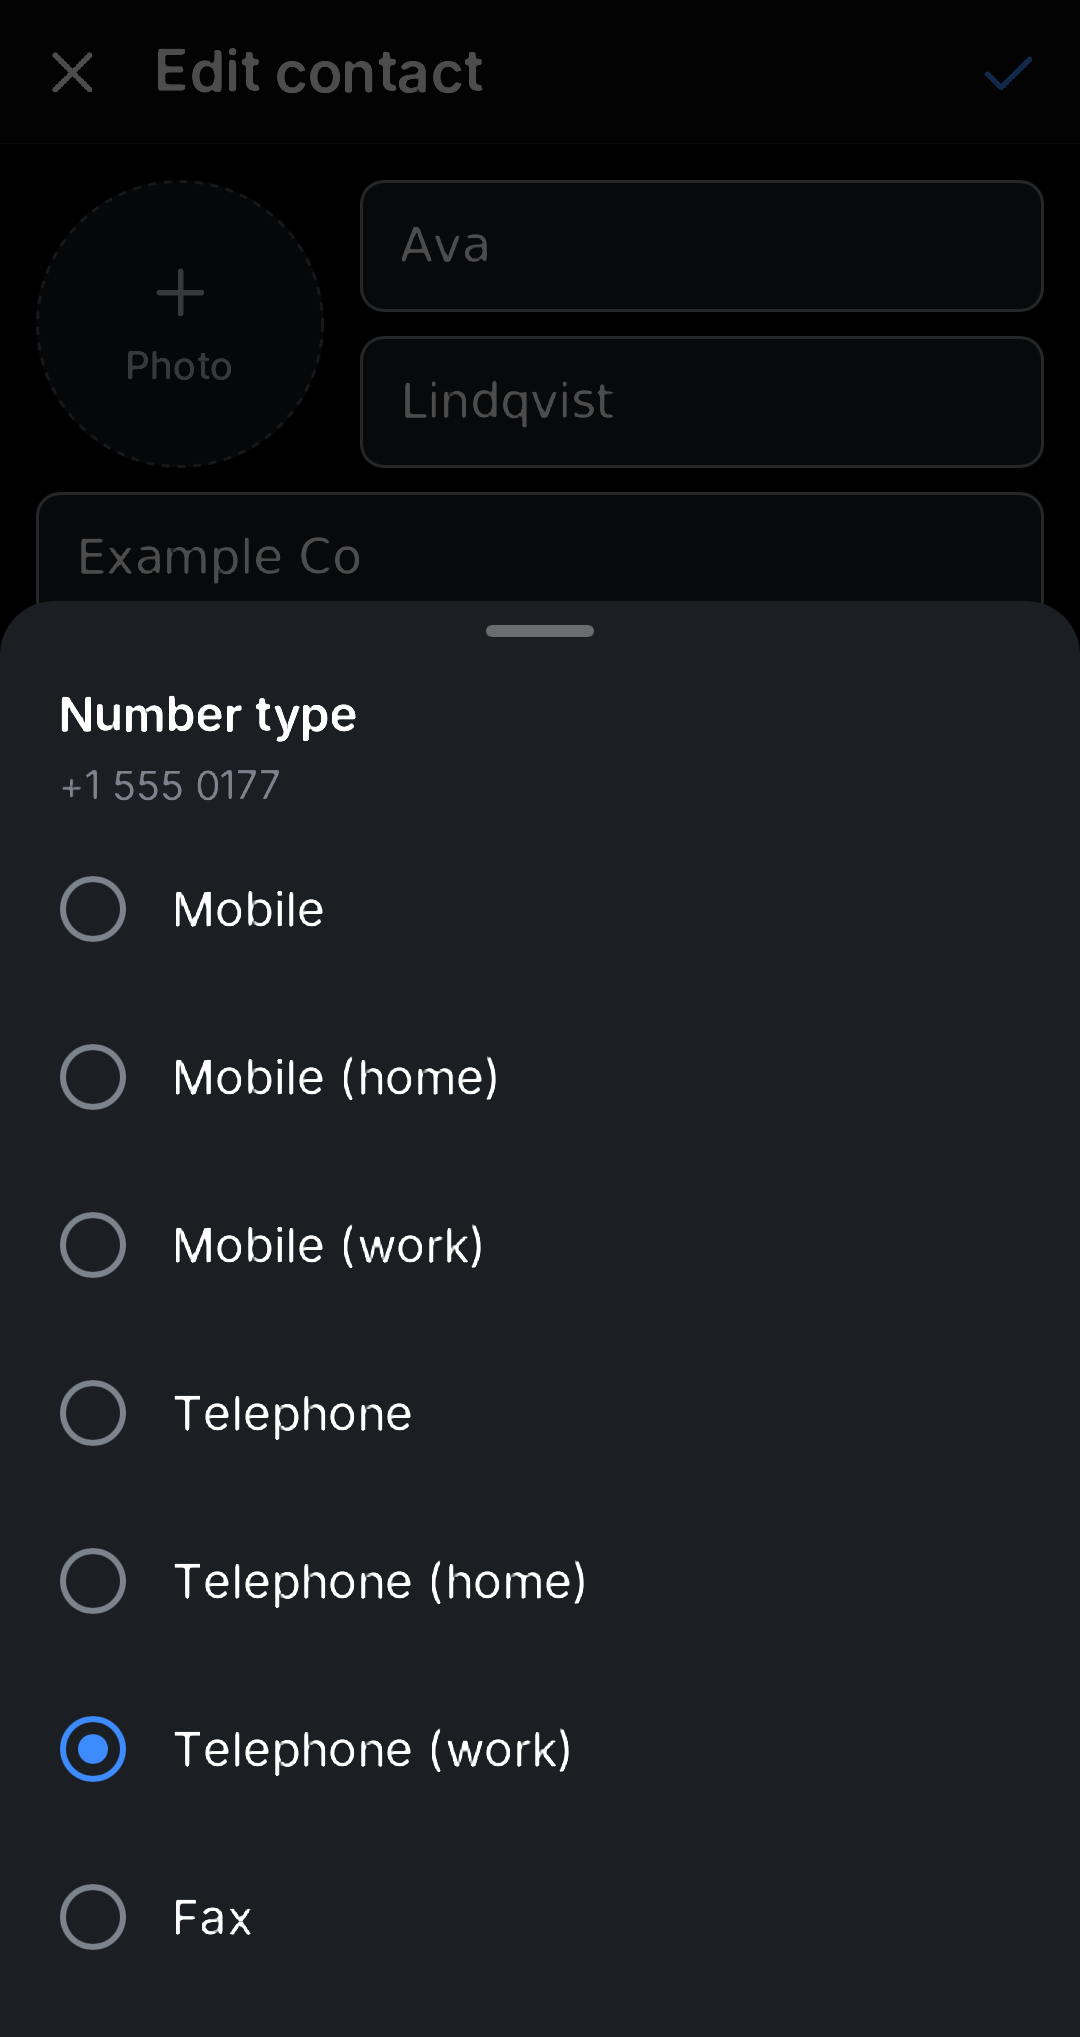 Edit contact
Photo
Ava
Lindqvist
Example Co
Number type
+1 555 0177
Mobile
Mobile (home)
Mobile (work)
Telephone
Telephone (home)
Telephone (work)
Fax